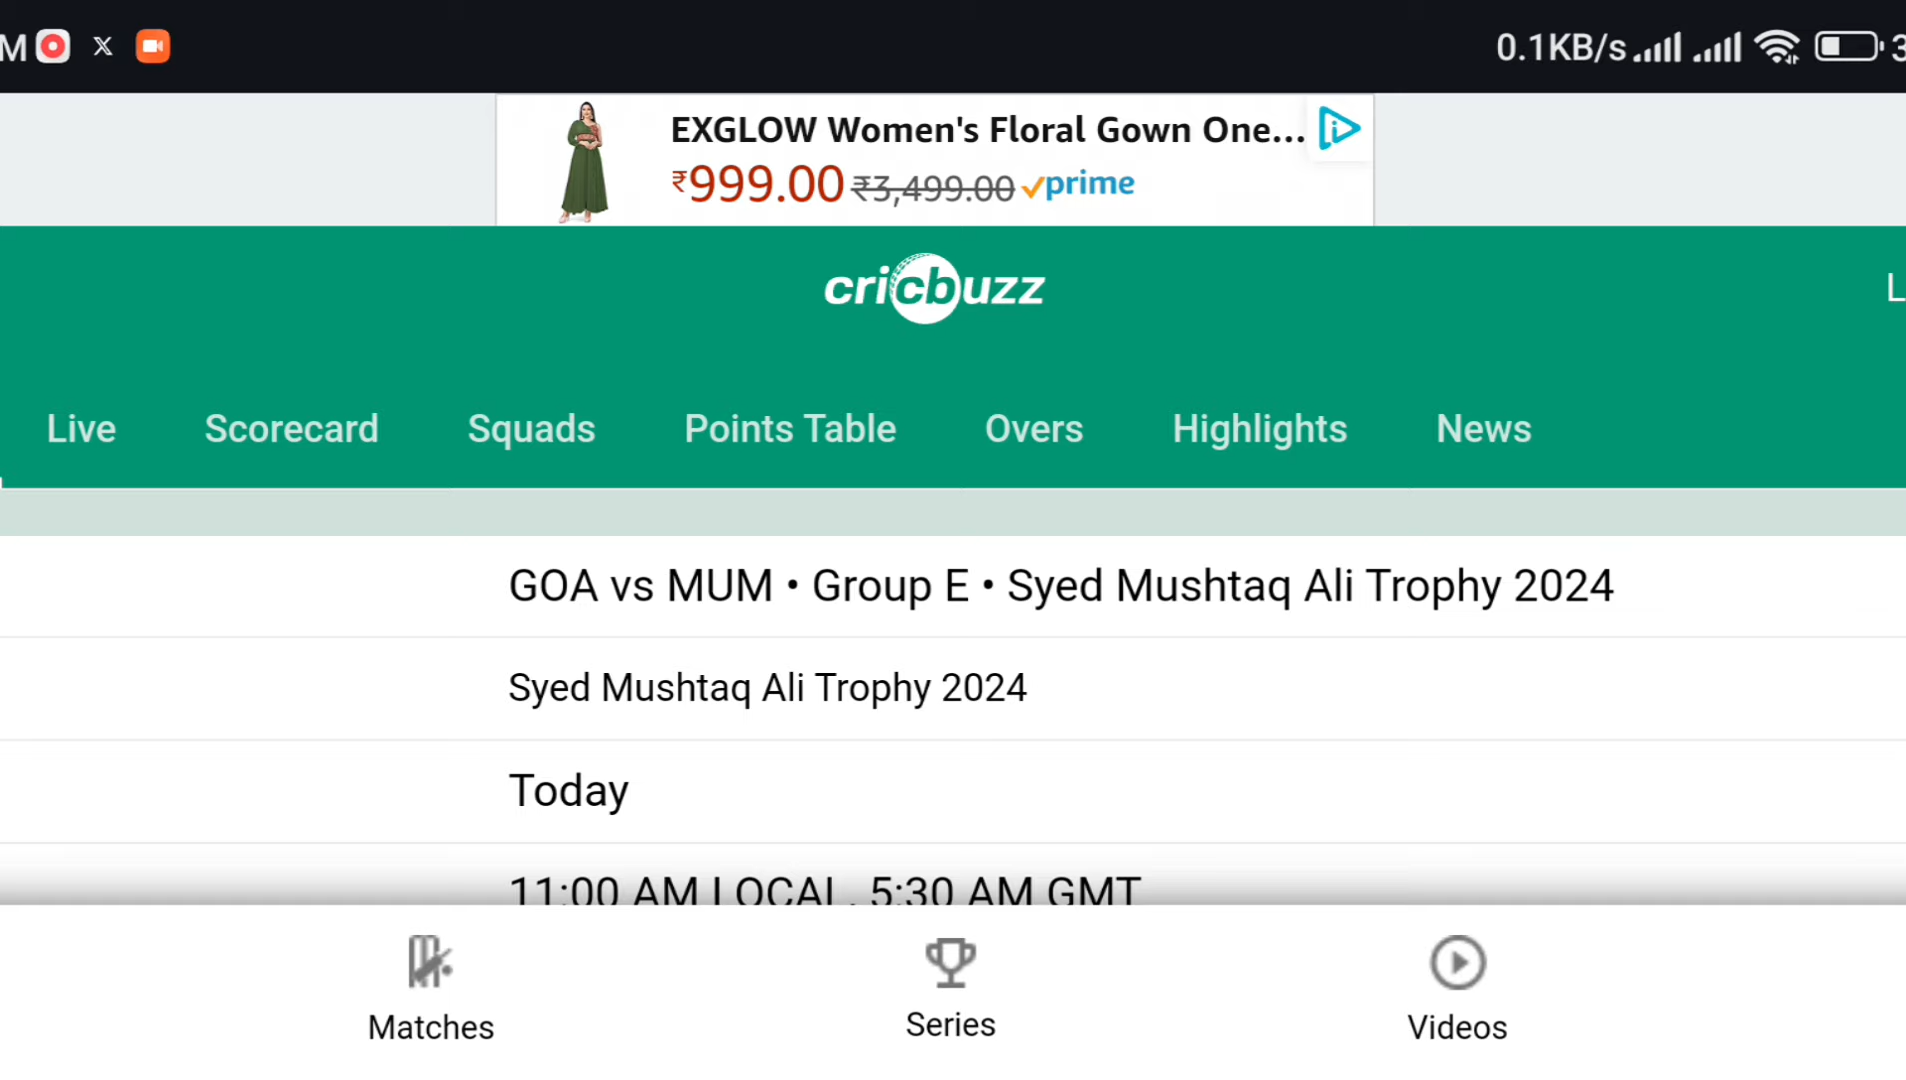 M X 0.1KB/s 3
EXGLOW Women's Floral Gown One...
₹999.00 ₹3,499.00 prime
cricbuzz
L
Live Scorecard Squads Points Table Overs Highlights News
GOA vs MUM • Group E • Syed Mushtaq Ali Trophy 2024
Syed Mushtaq Ali Trophy 2024
Today
11:00 AM LOCAL, 5:30 AM GMT
Matches Series Videos